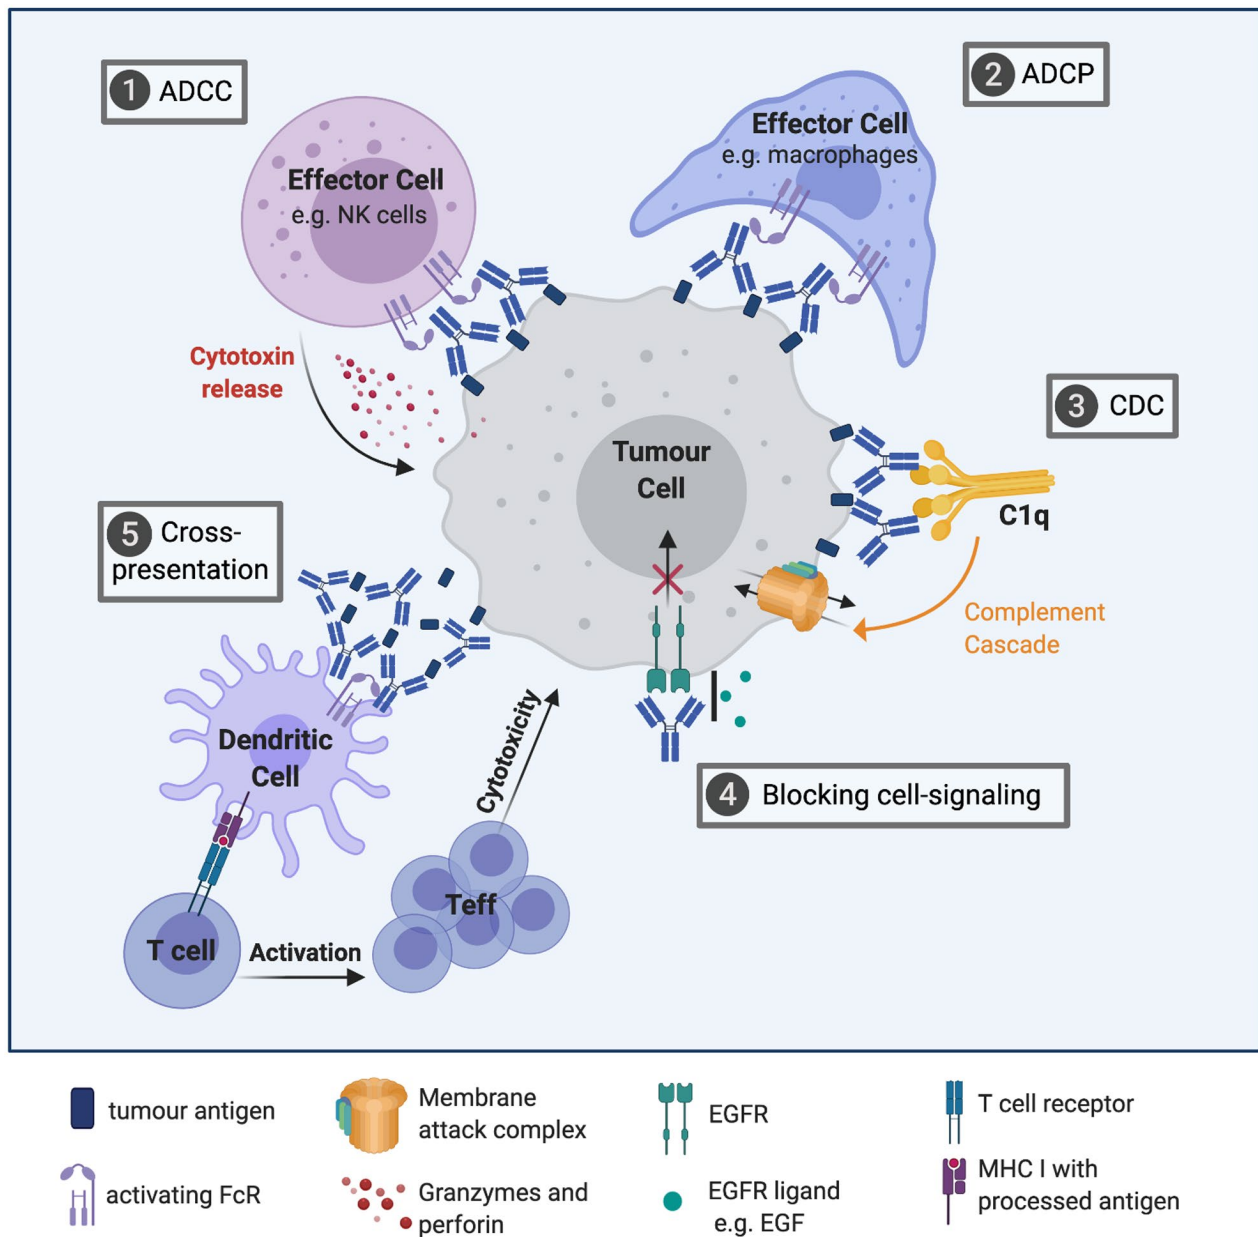 1 ADCC
2 ADCP
Effector Cell
e.g. macrophages
Effector Cell
e.g. NK cells
Cytotoxin
release
3 CDC
Tumour
Cell
C1q
5 Cross-
presentation
Complement
Cascade
Cytotoxicity
Dendritic
Cell
4 Blocking cell-signaling
Teff
T cell
Activation
tumour antigen
Membrane
attack complex
EGFR
T cell receptor
activating FcR
Granzymes and
perforin
EGFR ligand
e.g. EGF
MHC I with
processed antigen